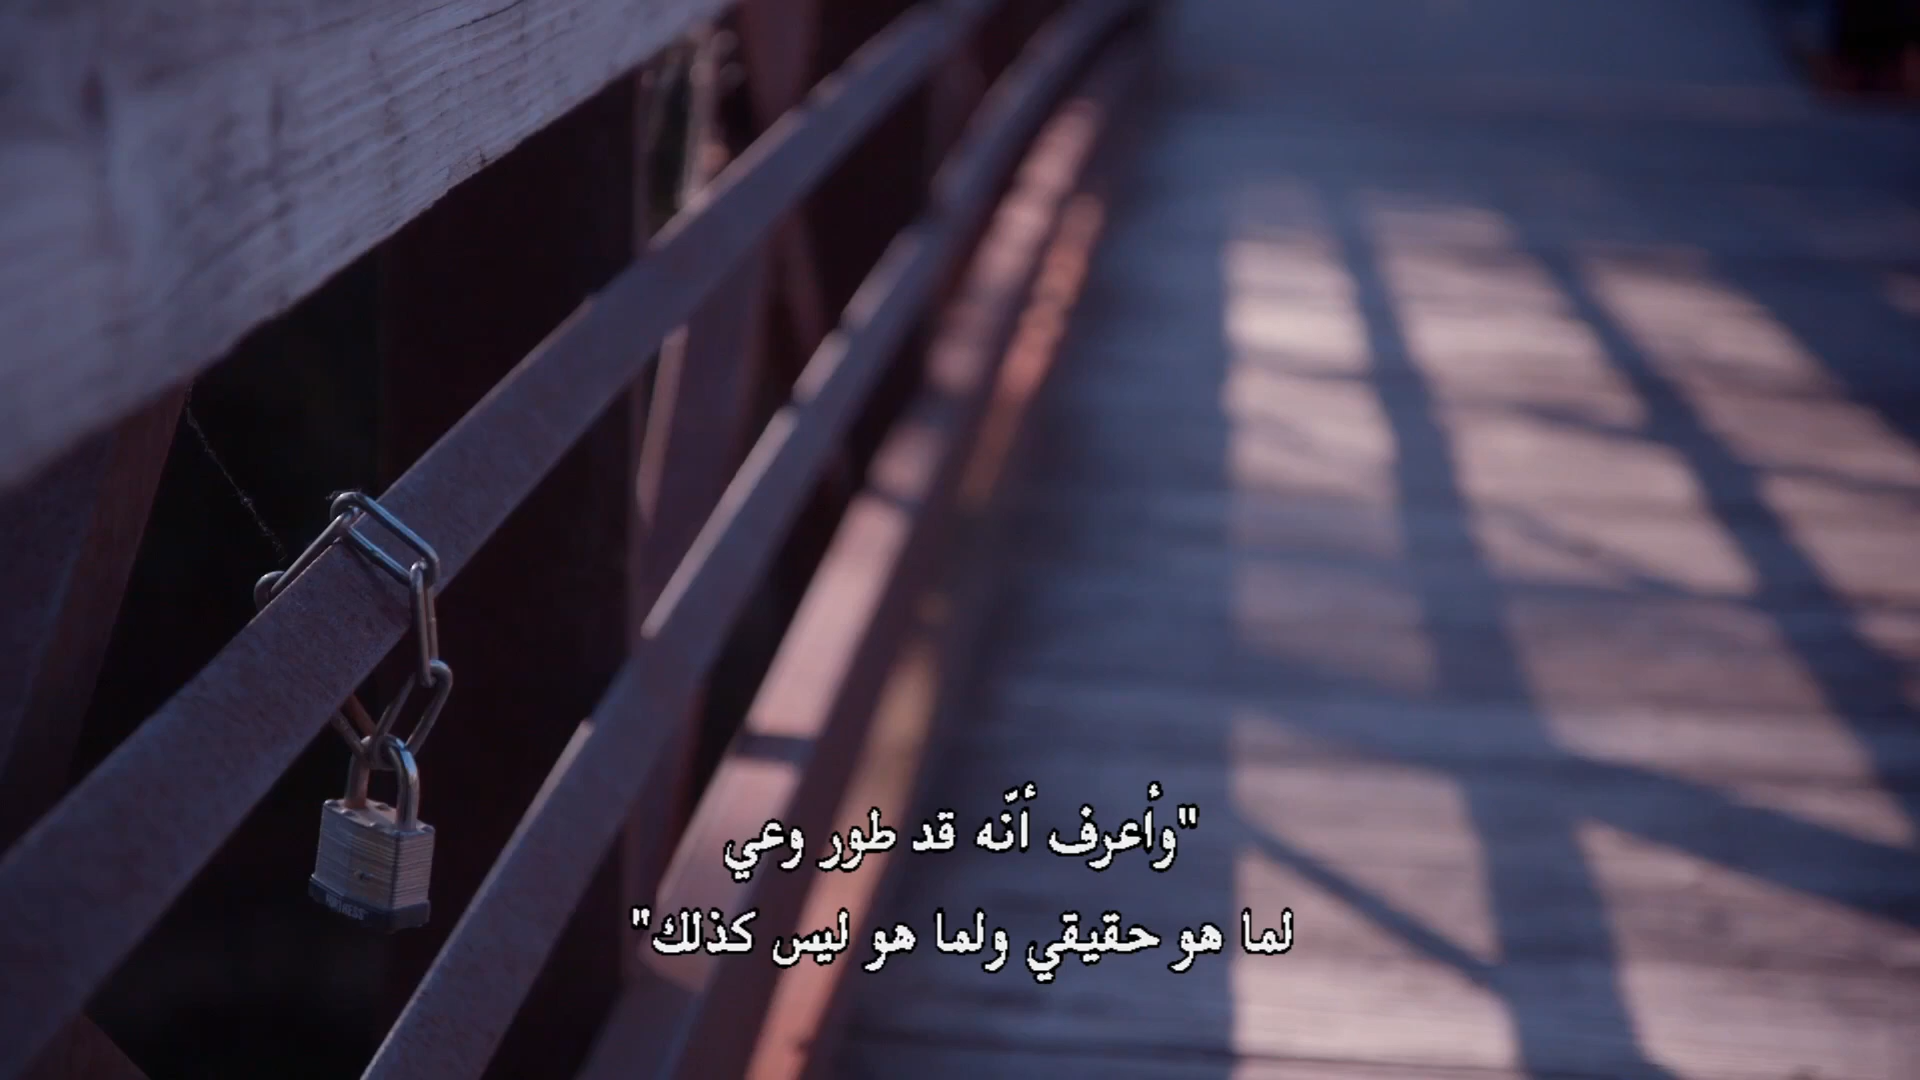 "وأعرف أنّه قد طور وعي
لما هو حقيقي ولما هو ليس كذلك"